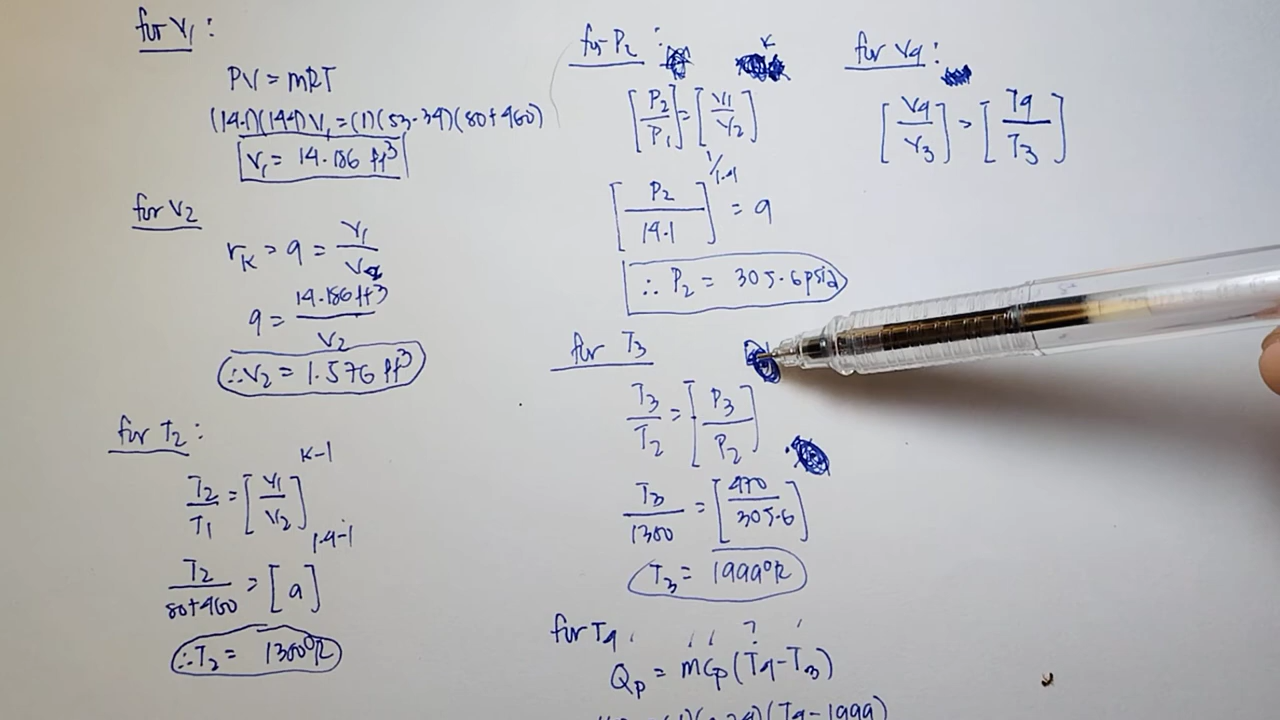 for V₁ :
PV = mRT
(14.1)(144) V₁ = (1)(53.34)(80+460)
V₁ = 14.186 ft³
for V₂
rK = 9 = V₁/V₂
9 = 14.186 ft³/V₂
∴ V₂ = 1.576 ft³
for T₂ :
T₂/T₁ = [V₁/V₂]^K-1
T₂/80+460 = [9]^1.4-1
∴ T₂ = 1300°R
for P₂ :
[P₂/P₁] = [V₁/V₂]^K
[P₂/14.1]^1/1.4 = 9
∴ P₂ = 305.6 psia
for T₃
T₃/T₂ = [P₃/P₂]
T₃/1300 = [470/305.6]
T₃ = 1999°R
for T₄
Qp = mCp (T₄ - T₃)
(T₄ - 1999)
for V₄ :
[V₄/V₃] = [T₄/T₃]